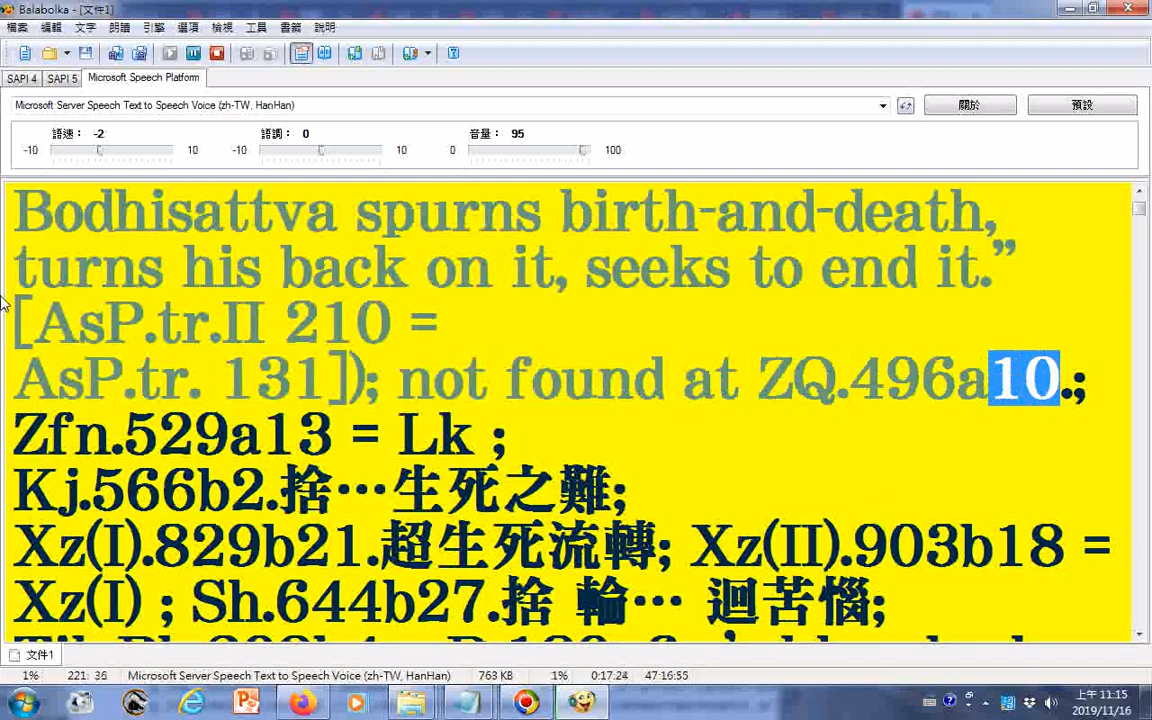 Balabolka - [文件1]
檔案 編輯 文字 朗讀 引擎 選項 檢視 工具 書籤 說明
SAPI 4 SAPI 5 Microsoft Speech Platform
Microsoft Server Speech Text to Speech Voice (zh-TW, HanHan) 關於 預設
語速： -2 語調： 0 音量： 95
-10 10 -10 10 0 100
Bodhisattva spurns birth-and-death,
turns his back on it, seeks to end it.”
[AsP.tr.II 210 =
AsP.tr. 131]); not found at ZQ.496a10.;
Zfn.529a13 = Lk ;
Kj.566b2.捨…生死之難;
Xz(I).829b21.超生死流轉; Xz(II).903b18 =
Xz(I) ; Sh.644b27.捨 輪… 迴苦惱;
文件1
1% 221: 36 Microsoft Server Speech Text to Speech Voice (zh-TW, HanHan) 763 KB 1% 0:17:24 47:16:55
上午 11:15
2019/11/16